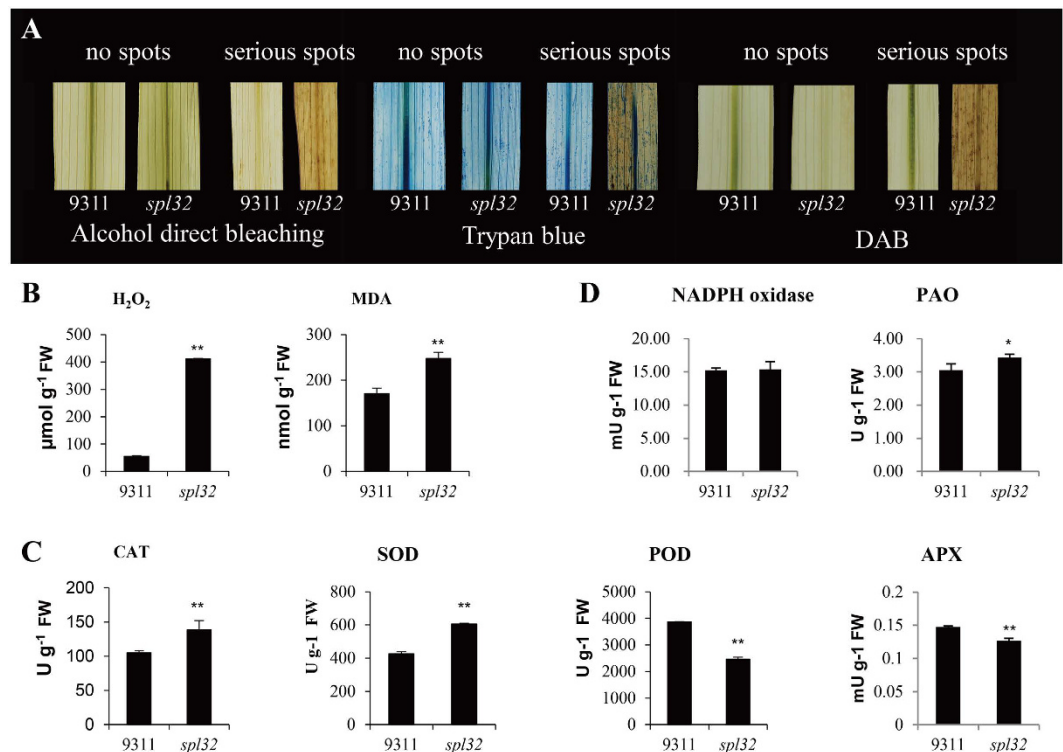 A
no spots serious spots no spots serious spots no spots serious spots
9311 spl32 9311 spl32 9311 spl32 9311 spl32 9311 spl32 9311 spl32
Alcohol direct bleaching Trypan blue DAB
B
H₂O₂
µmol g⁻¹ FW
500
400
300
200
100
0
**
9311 spl32
MDA
nmol g⁻¹ FW
300
200
100
0
**
9311 spl32
D
NADPH oxidase
mU g-1 FW
20.00
15.00
10.00
5.00
0.00
9311 spl32
PAO
U g-1 FW
4.00
3.00
2.00
1.00
0.00
*
9311 spl32
C
CAT
U g⁻¹ FW
200
150
100
50
0
**
9311 spl32
SOD
U g-1 FW
800
600
400
200
0
**
9311 spl32
POD
U g-1 FW
5000
4000
3000
2000
1000
0
**
9311 spl32
APX
mU g-1 FW
0.2
0.15
0.1
0.05
0
**
9311 spl32